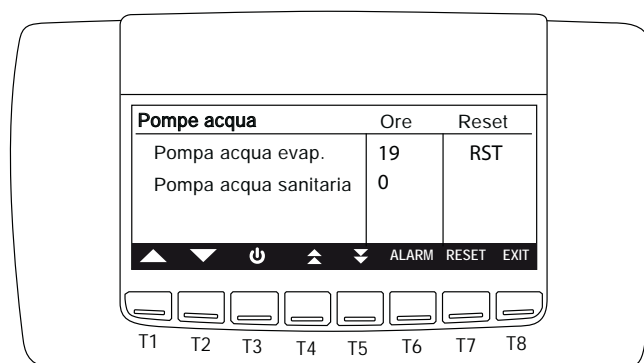 Pompe acqua Ore Reset
Pompa acqua evap. 19 RST
Pompa acqua sanitaria 0
ALARM RESET EXIT
T1 T2 T3 T4 T5 T6 T7 T8